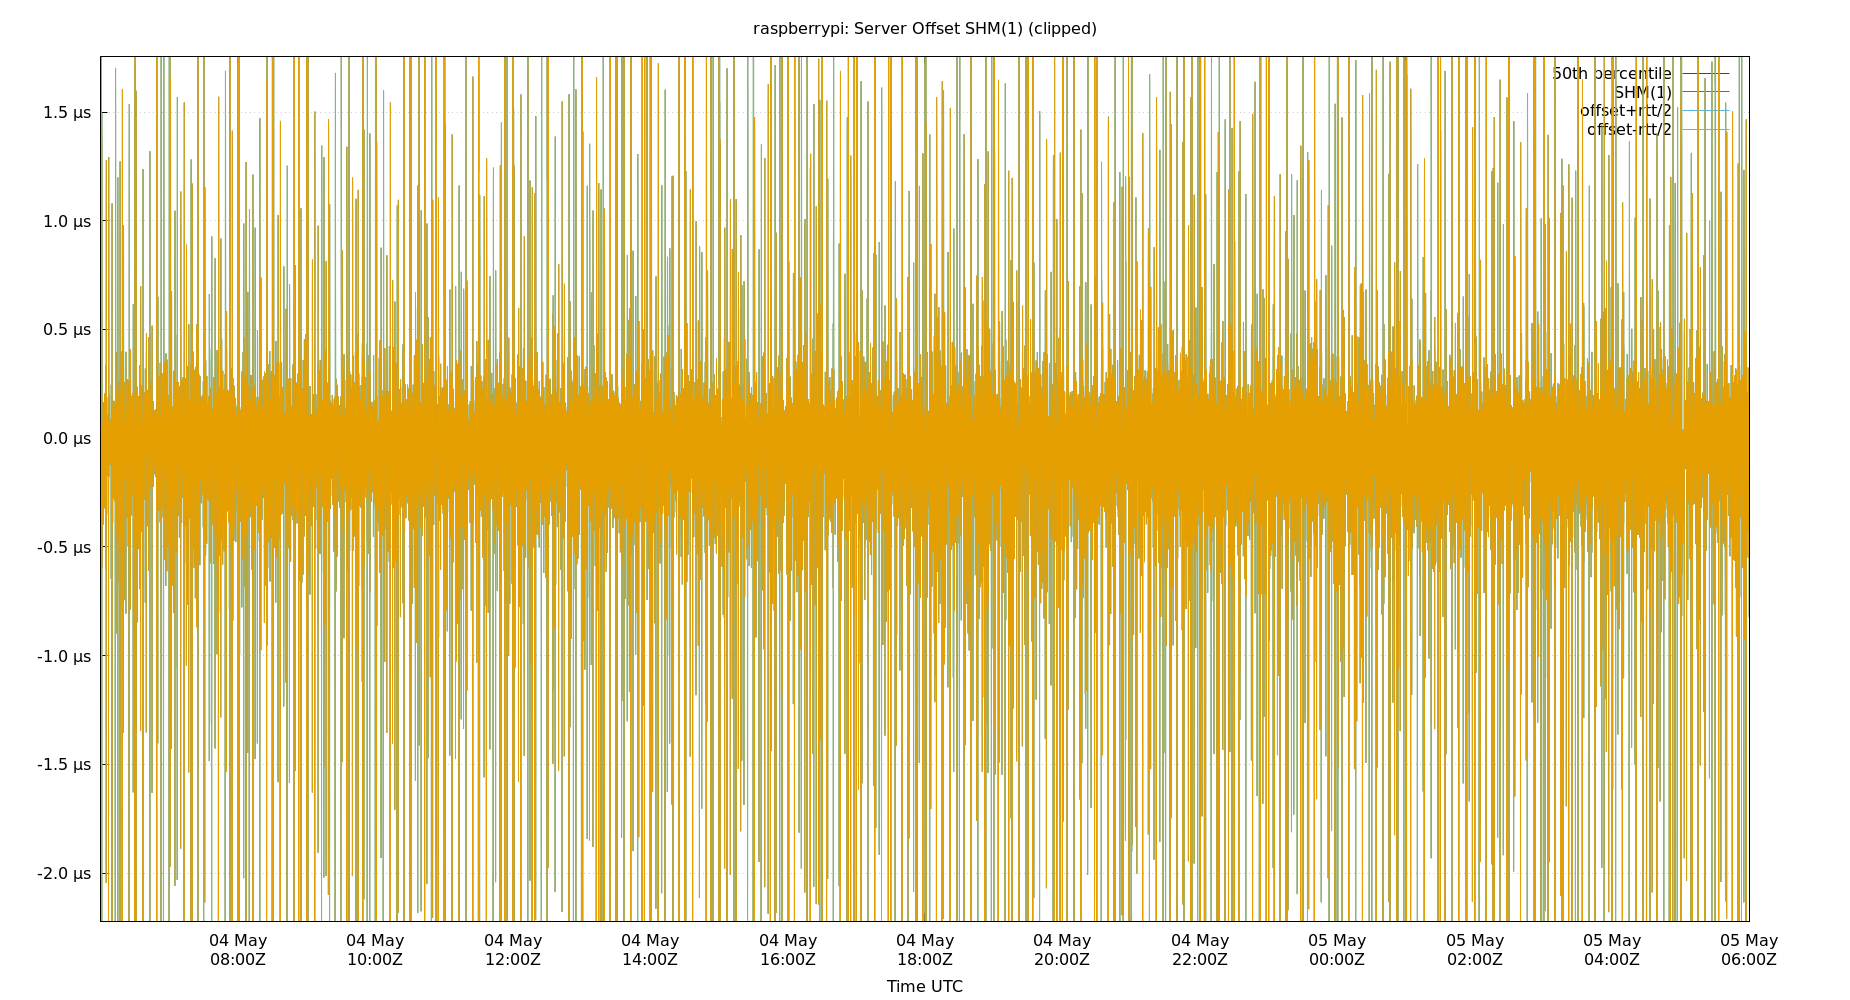 raspberrypi: Server Offset SHM(1) (clipped)
50th percentile
SHM(1)
offset+rtt/2
offset-rtt/2
1.5 µs
1.0 µs
0.5 µs
0.0 µs
-0.5 µs
-1.0 µs
-1.5 µs
-2.0 µs
04 May 04 May 04 May 04 May 04 May 04 May 04 May 04 May 05 May 05 May 05 May 05 May
08:00Z 10:00Z 12:00Z 14:00Z 16:00Z 18:00Z 20:00Z 22:00Z 00:00Z 02:00Z 04:00Z 06:00Z
Time UTC